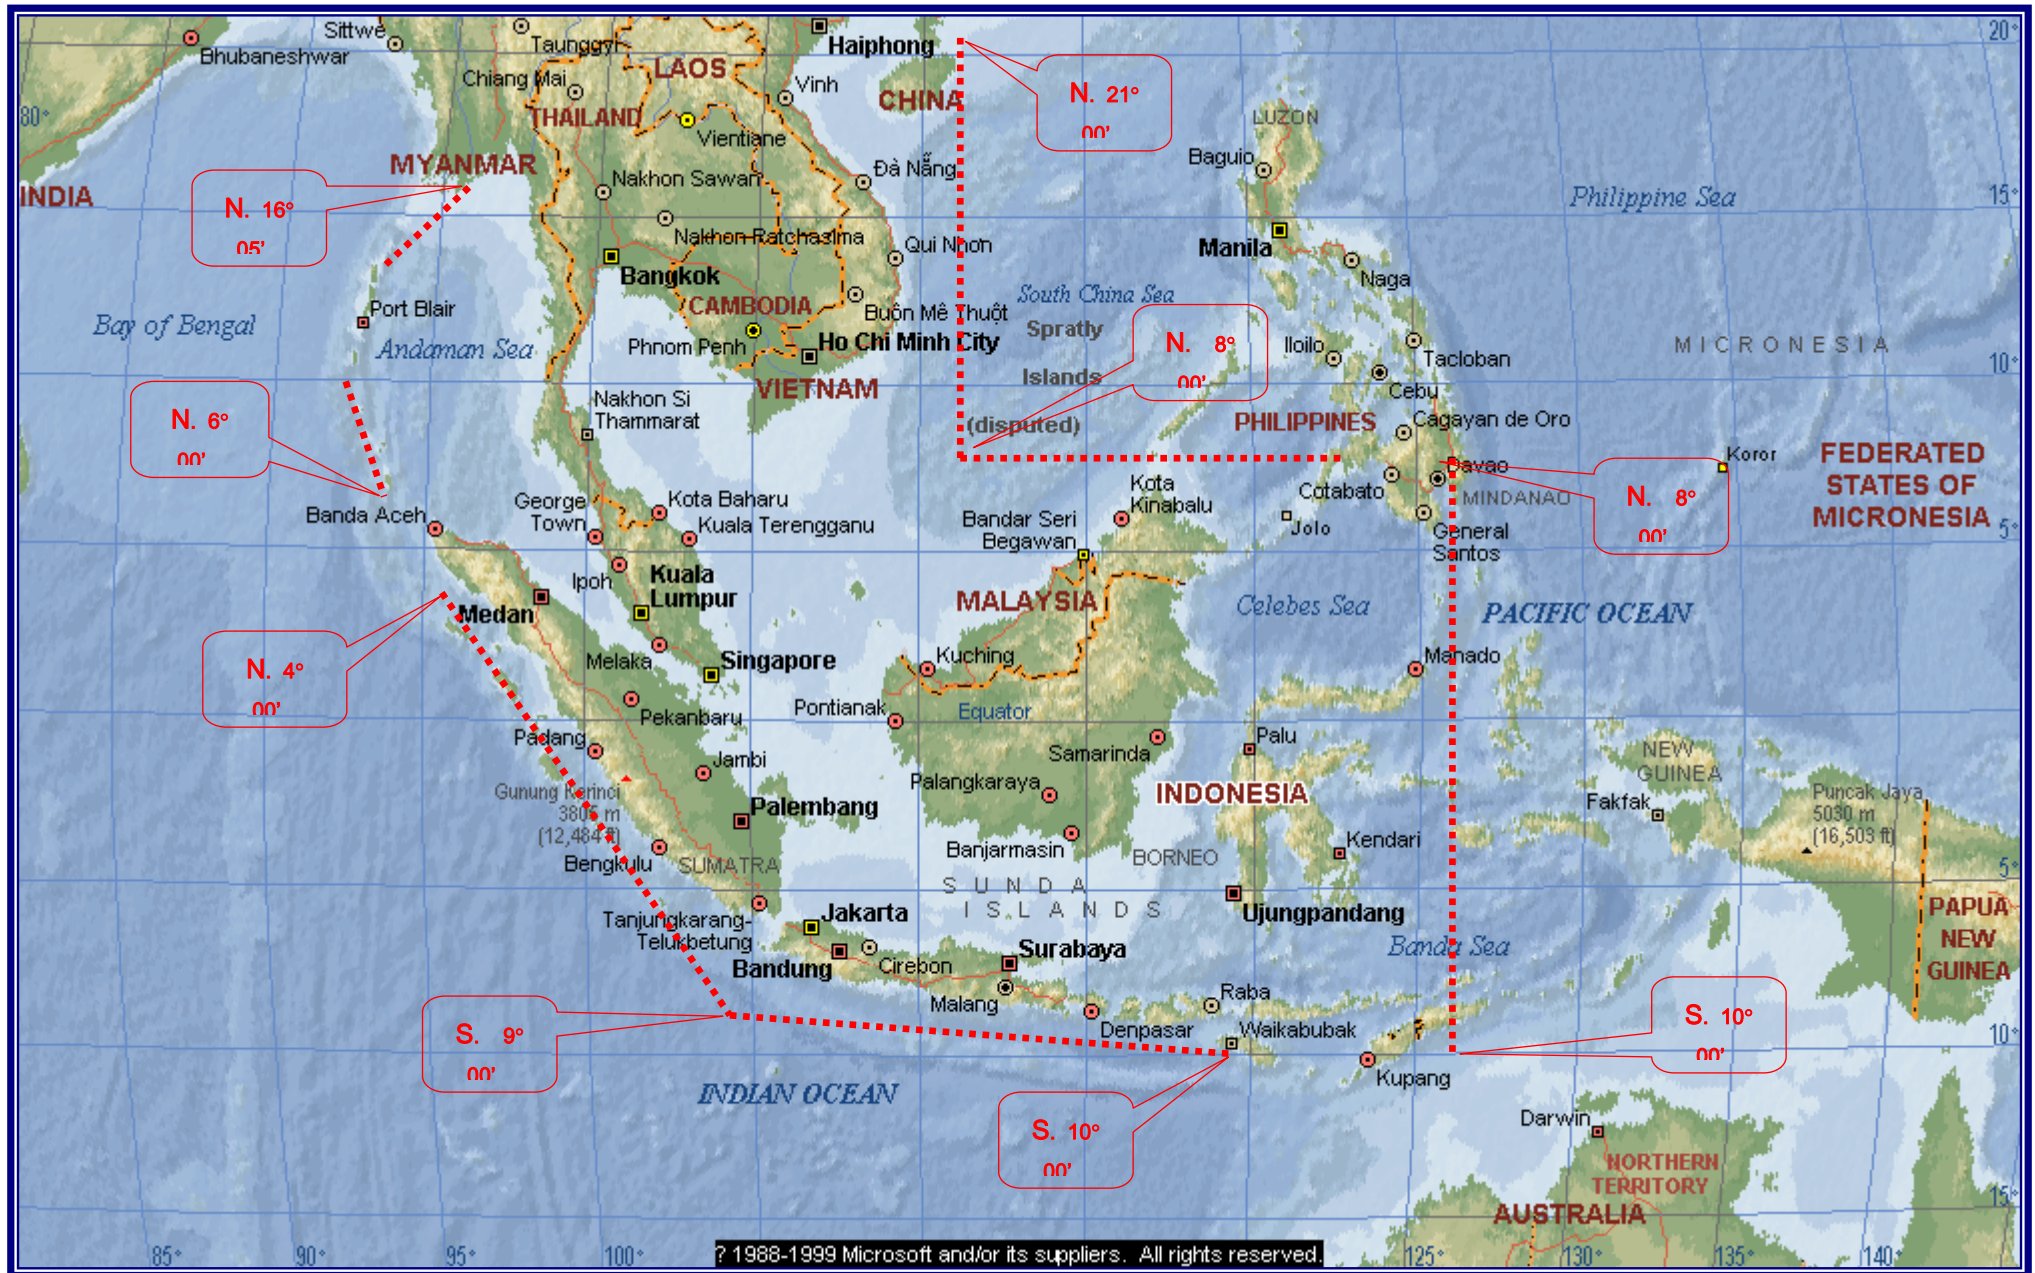 Sittwe
Taunggyi
Haiphong
20°
Bhubaneshwar
LAOS
Chiang Mai
Vinh
CHINA
N. 21°
00'
80°
THAILAND
Vientiane
LUZON
MYANMAR
Baguio
Đà Nẵng
Nakhon Sawan
INDIA
Philippine Sea
15°
N. 16°
05'
Nakhon Ratchasima
Qui Nhơn
Manila
Bangkok
Naga
South China Sea
CAMBODIA
Port Blair
Buôn Mê Thuột
Bay of Bengal
Andaman Sea
Phnom Penh
Ho Chi Minh City
Spratly
Islands
(disputed)
N. 8°
00'
Iloilo
Tacloban
MICRONESIA
10°
Cebu
VIETNAM
Nakhon Si
Thammarat
N. 6°
00'
PHILIPPINES
Cagayan de Oro
Davao
Koror
FEDERATED
STATES OF
MICRONESIA
Kota
Kinabalu
Cotabato
MINDANAO
N. 8°
00'
George
Town
Kota Baharu
Banda Aceh
Kuala Terengganu
Bandar Seri
Begawan
Jolo
General
Santos
5°
Ipoh
Kuala
Lumpur
Medan
MALAYSIA
Celebes Sea
PACIFIC OCEAN
N. 4°
00'
Melaka
Singapore
Kuching
Manado
Pekanbaru
Pontianak
Equator
Padang
Palu
Samarinda
NEW
GUINEA
Jambi
Gunung Kerinci
3805 m
(12,484 ft)
Palangkaraya
INDONESIA
Fakfak
Puncak Jaya
5030 m
(16,503 ft)
Palembang
Bengkulu
SUMATRA
Banjarmasin
BORNEO
Kendari
5°
SUNDA
ISLANDS
Tanjungkarang-
Telukbetung
Jakarta
Ujungpandang
PAPUA
NEW
GUINEA
Bandung
Cirebon
Surabaya
Banda Sea
Malang
Raba
Denpasar
Waikabubak
S. 9°
00'
S. 10°
00'
10°
Kupang
INDIAN OCEAN
S. 10°
00'
Darwin
NORTHERN
TERRITORY
AUSTRALIA
15°
85°
90°
95°
100°
? 1988-1999 Microsoft and/or its suppliers. All rights reserved.
125°
130°
135°
140°